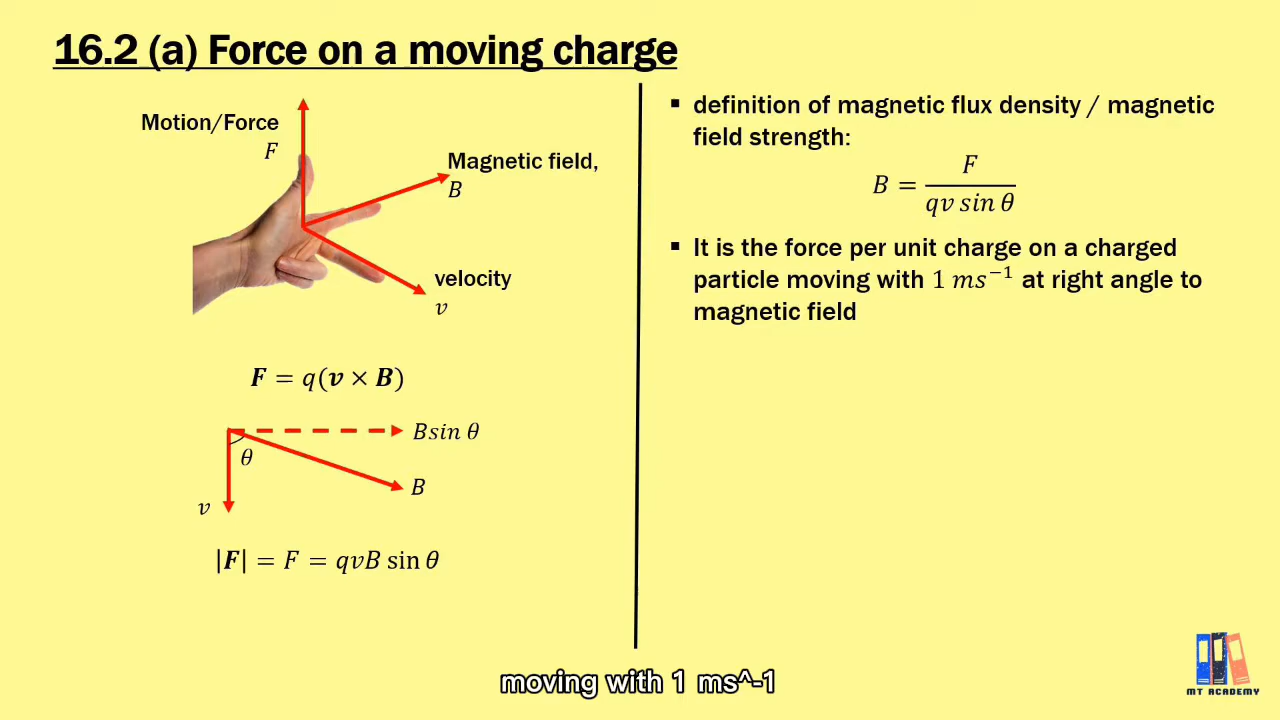 16.2 (a) Force on a moving charge
Motion/Force
F
Magnetic field,
B
velocity
v
F = q(v × B)
Bsin θ
θ
B
v
|F| = F = qvB sin θ
▪ definition of magnetic flux density / magnetic
field strength:
B = F / qv sin θ
▪ It is the force per unit charge on a charged
particle moving with 1 ms⁻¹ at right angle to
magnetic field
MT ACADEMY
moving with 1 ms^-1